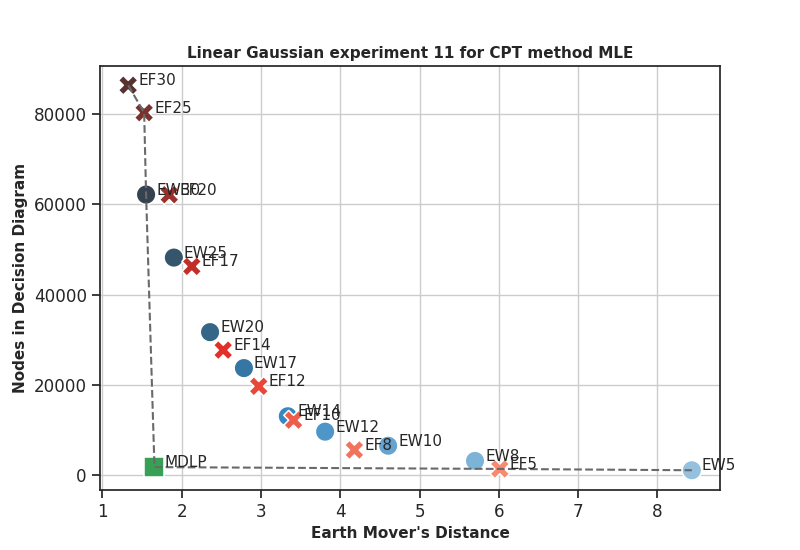 Linear Gaussian experiment 11 for CPT method MLE
Nodes in Decision Diagram
80000
60000
40000
20000
0
EF30
EF25
EW30
EF20
EW25
EF17
EW20
EF14
EW17
EF12
EW14
EF10
EW12
EF8
EW10
EW8
EF5
EW5
MDLP
1 2 3 4 5 6 7 8
Earth Mover's Distance